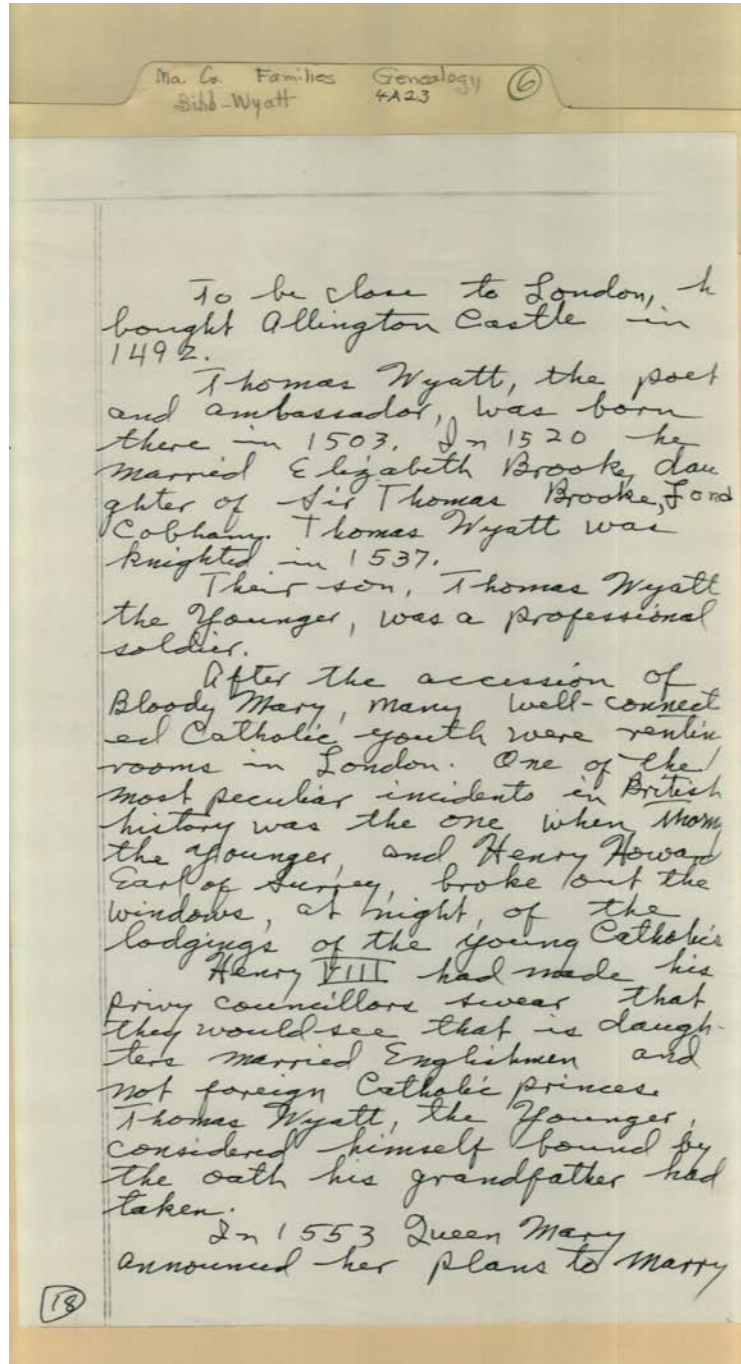 Ma. Co. Families Genealogy 6
Bibb-Wyatt 4A23
To be close to London, h
bought Allington Castle in
1492.
Thomas Wyatt, the poet
and ambassador, was born
there in 1503. In 1520 he
married Elizabeth Brooke, dau
ghter of Sir Thomas Brooke, Lord
Cobham. Thomas Wyatt was
knighted in 1537.
Their son, Thomas Wyatt
the Younger, was a professional
soldier.
After the accession of
Bloody Mary, many well-connect
ed Catholic youth were rentin
rooms in London. One of the
most peculiar incidents in British
history was the one when Thom
the Younger, and Henry Howard
Earl of Surrey, broke out the
windows, at night, of the
lodgings of the young Catholics
Henry VIII had made his
privy councillors swear that
they would see that is daugh-
ters married Englishmen and
not foreign Catholic princes.
Thomas Wyatt, the Younger,
considered himself bound by
the oath his grandfather had
taken.
In 1553 Queen Mary
announced her plans to marry
18